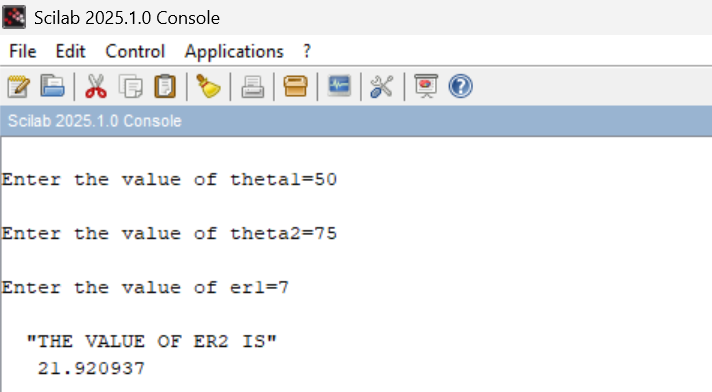 Scilab 2025.1.0 Console
File Edit Control Applications ?
Scilab 2025.1.0 Console
Enter the value of theta1=50
Enter the value of theta2=75
Enter the value of er1=7
"THE VALUE OF ER2 IS"
21.920937